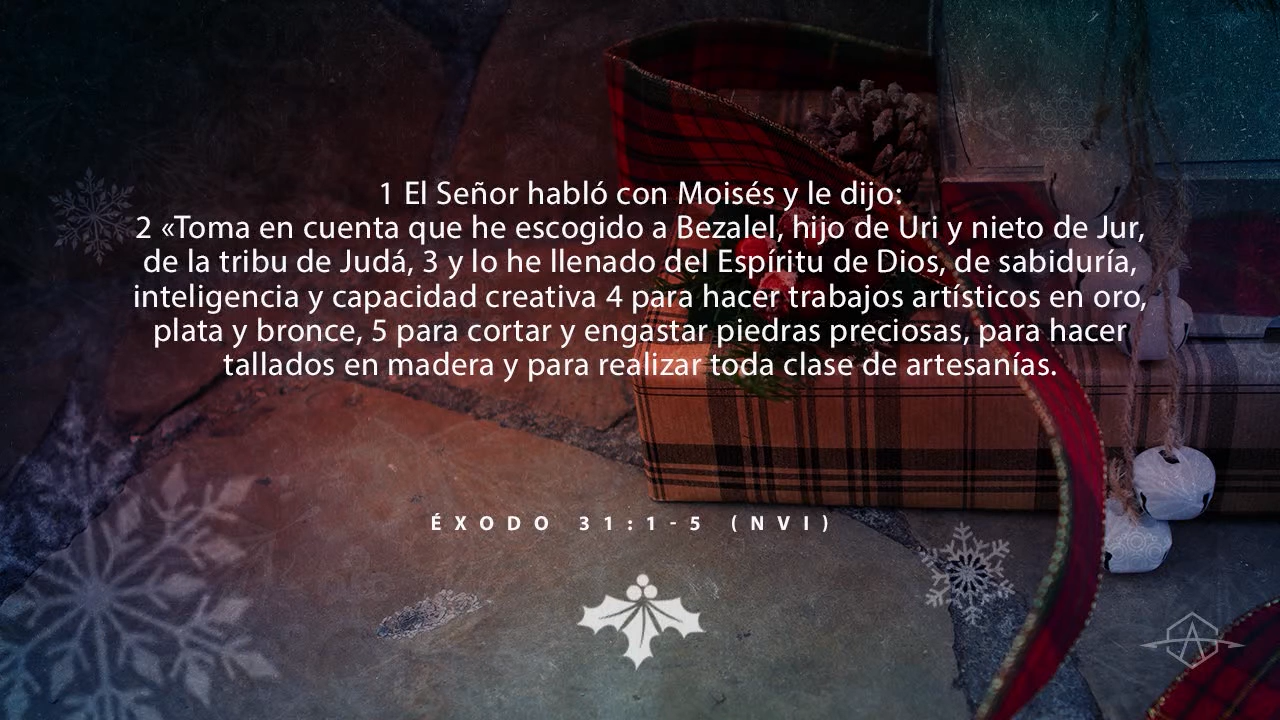 1 El Señor habló con Moisés y le dijo:
2 «Toma en cuenta que he escogido a Bezalel, hijo de Uri y nieto de Jur,
de la tribu de Judá, 3 y lo he llenado del Espíritu de Dios, de sabiduría,
inteligencia y capacidad creativa 4 para hacer trabajos artísticos en oro,
plata y bronce, 5 para cortar y engastar piedras preciosas, para hacer
tallados en madera y para realizar toda clase de artesanías.
ÉXODO 31:1-5 (NVI)